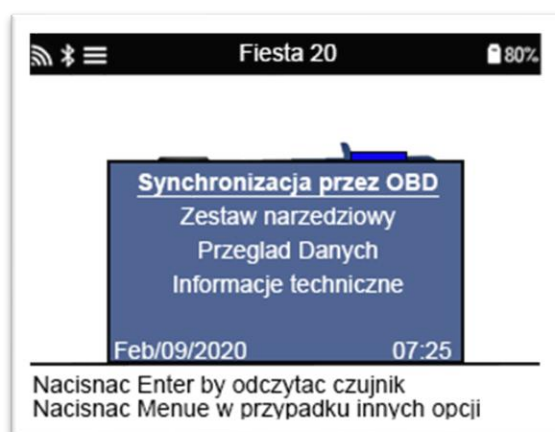 Fiesta 20
80%
Synchronizacja przez OBD
Zestaw narzedziowy
Przeglad Danych
Informacje techniczne
Feb/09/2020 07:25
Nacisnac Enter by odczytac czujnik
Nacisnac Menue w przypadku innych opcji